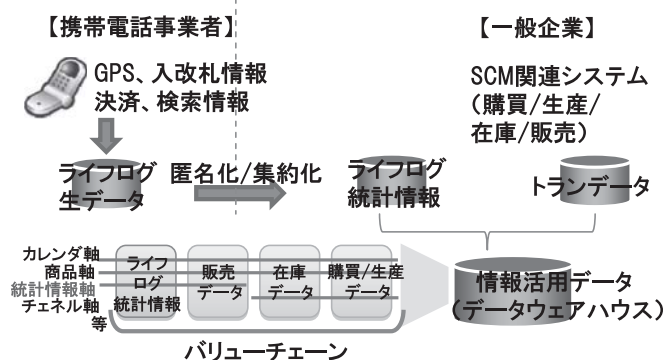 【携帯電話事業者】
【一般企業】
GPS、入改札情報
決済、検索情報
SCM関連システム
(購買/生産/
在庫/販売)
ライフログ
生データ
匿名化/集約化
ライフログ
統計情報
トランデータ
カレンダ軸
商品軸
統計情報軸
チェネル軸
等
ライフ
ログ
統計情報
販売
データ
在庫
データ
購買/生産
データ
情報活用データ
(データウェアハウス)
バリューチェーン